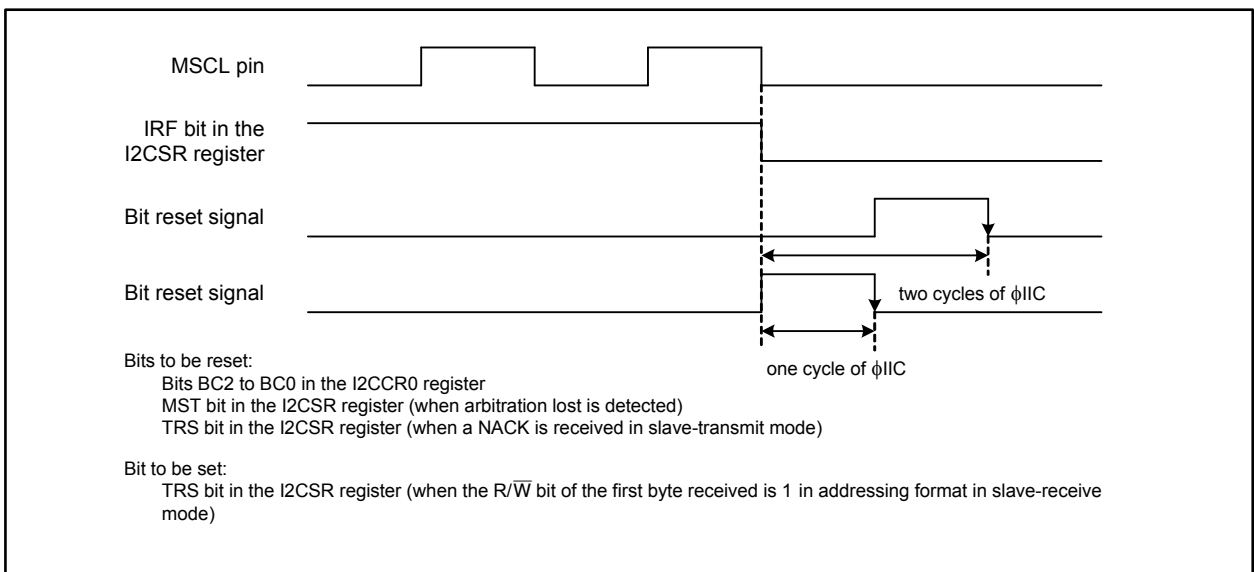 MSCL pin
IRF bit in the
I2CSR register
Bit reset signal
Bit reset signal
two cycles of ϕIIC
one cycle of ϕIIC
Bits to be reset:
Bits BC2 to BC0 in the I2CCR0 register
MST bit in the I2CSR register (when arbitration lost is detected)
TRS bit in the I2CSR register (when a NACK is received in slave-transmit mode)
Bit to be set:
TRS bit in the I2CSR register (when the R/W̅ bit of the first byte received is 1 in addressing format in slave-receive
mode)